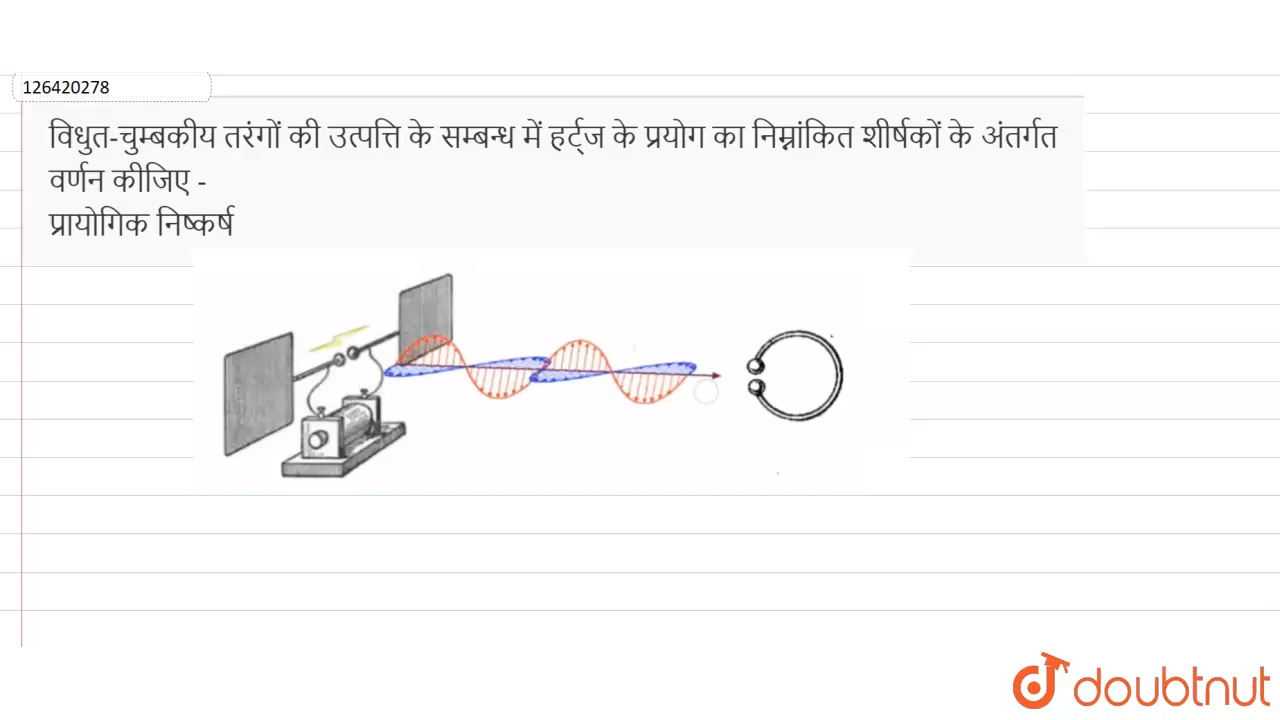 126420278
विधुत-चुम्बकीय तरंगों की उत्पत्ति के सम्बन्ध में हर्ट्ज के प्रयोग का निम्नांकित शीर्षकों के अंतर्गत
वर्णन कीजिए -
प्रायोगिक निष्कर्ष
doubtnut